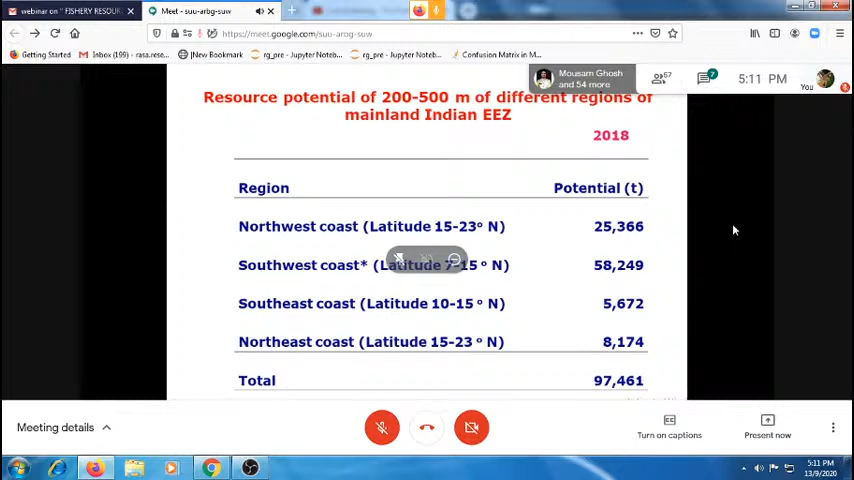 webinar on " FISHERY RESOUR
Meet - suu-arbg-suw
https://meet.google.com/suu-arbg-suw
Getting Started
Inbox (199) - rasa.rese...
|New Bookmark
rg_pre - Jupyter Noteb...
rg_pre - Jupyter Noteb...
Confusion Matrix in M...
Mousam Ghosh
and 54 more
57
7
5:11 PM
You
Resource potential of 200-500 m of different regions of
mainland Indian EEZ
2018
Region Potential (t)
Northwest coast (Latitude 15-23º N) 25,366
Southwest coast* (Latitude 7-15 º N) 58,249
Southeast coast (Latitude 10-15 º N) 5,672
Northeast coast (Latitude 15-23 º N) 8,174
Total 97,461
Meeting details
Turn on captions
Present now
5:11 PM
13/9/2020